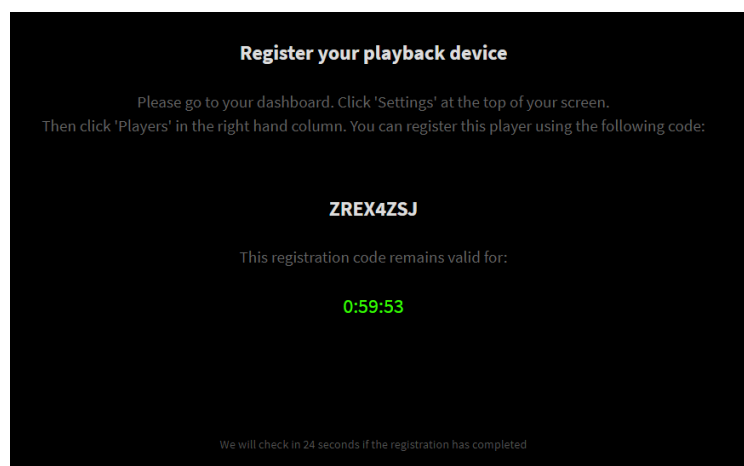 Register your playback device
Please go to your dashboard. Click 'Settings' at the top of your screen.
Then click 'Players' in the right hand column. You can register this player using the following code:
ZREX4ZSJ
This registration code remains valid for:
0:59:53
We will check in 24 seconds if the registration has completed